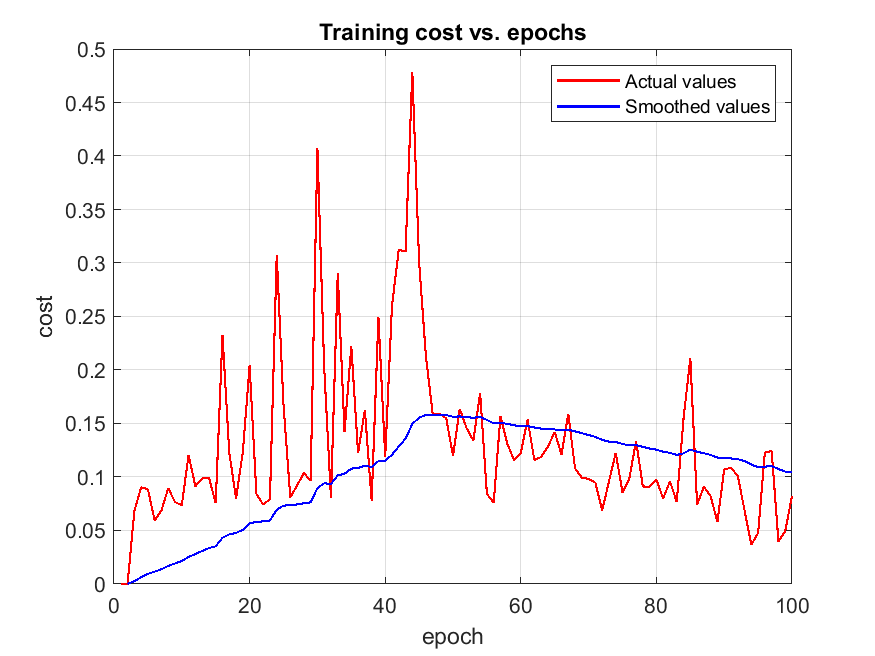 Training cost vs. epochs
Actual values
Smoothed values
0.5
0.45
0.4
0.35
0.3
0.25
0.2
0.15
0.1
0.05
0
cost
0 20 40 60 80 100
epoch